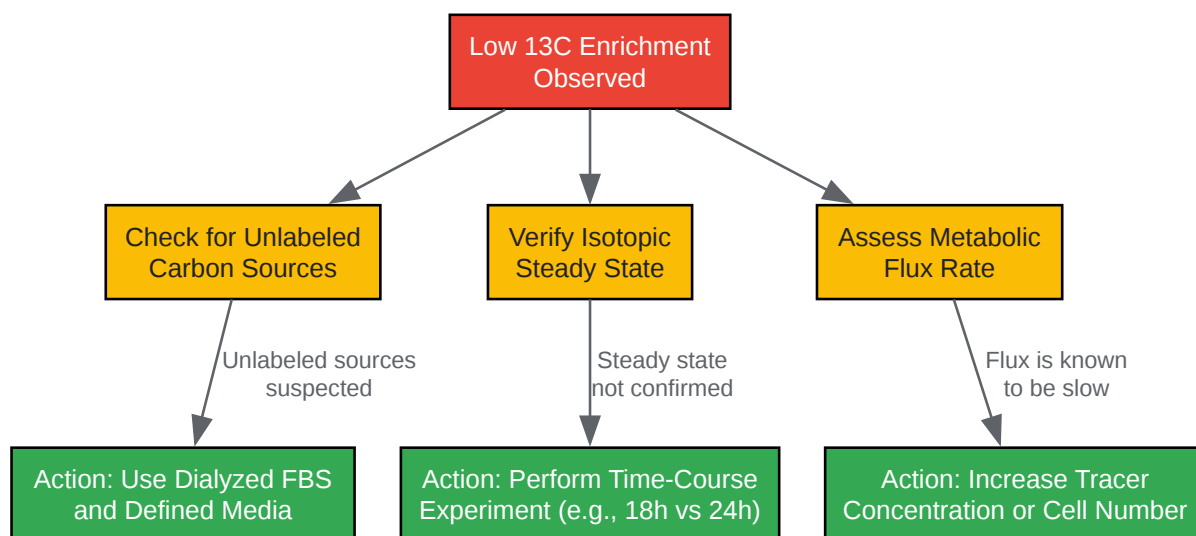 Low 13C Enrichment
Observed
Check for Unlabeled
Carbon Sources
Verify Isotopic
Steady State
Assess Metabolic
Flux Rate
Unlabeled sources
suspected
Steady state
not confirmed
Flux is known
to be slow
Action: Use Dialyzed FBS
and Defined Media
Action: Perform Time-Course
Experiment (e.g., 18h vs 24h)
Action: Increase Tracer
Concentration or Cell Number